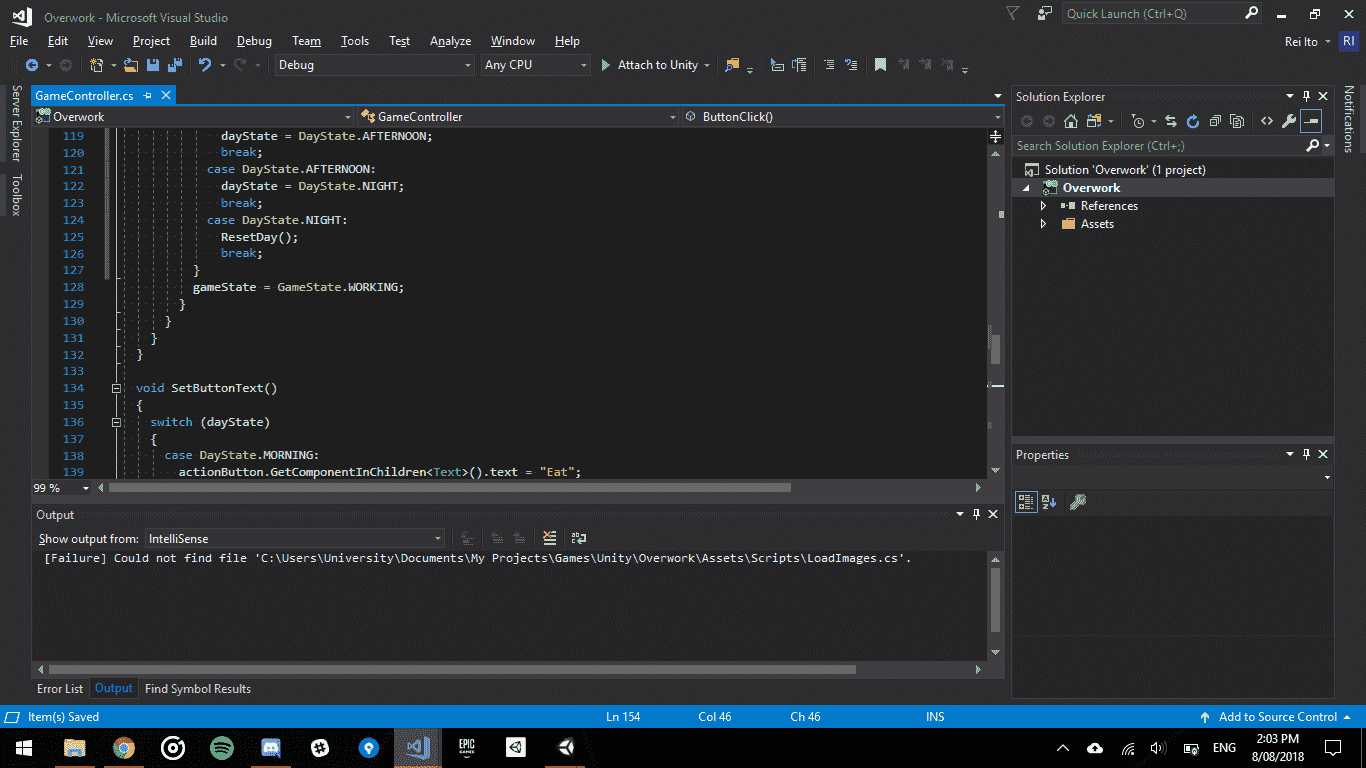 Overwork - Microsoft Visual Studio
Quick Launch (Ctrl+Q)
File Edit View Project Build Debug Team Tools Test Analyze Window Help
Rei Ito RI
Debug Any CPU Attach to Unity
Server Explorer
Toolbox
GameController.cs
Overwork GameController ButtonClick()
119 dayState = DayState.AFTERNOON;
120 break;
121 case DayState.AFTERNOON:
122 dayState = DayState.NIGHT;
123 break;
124 case DayState.NIGHT:
125 ResetDay();
126 break;
127 }
128 gameState = GameState.WORKING;
129 }
130 }
131 }
132 }
133
134 void SetButtonText()
135 {
136 switch (dayState)
137 {
138 case DayState.MORNING:
139 actionButton.GetComponentInChildren<Text>().text = "Eat";
99 %
Output
Show output from: IntelliSense
[Failure] Could not find file 'C:\Users\University\Documents\My Projects\Games\Unity\Overwork\Assets\Scripts\LoadImages.cs'.
Error List Output Find Symbol Results
Solution Explorer
Search Solution Explorer (Ctrl+;)
Solution 'Overwork' (1 project)
Overwork
References
Assets
Properties
Notifications
Item(s) Saved Ln 154 Col 46 Ch 46 INS Add to Source Control
EPIC
GAMES
ENG
2:03 PM
8/08/2018